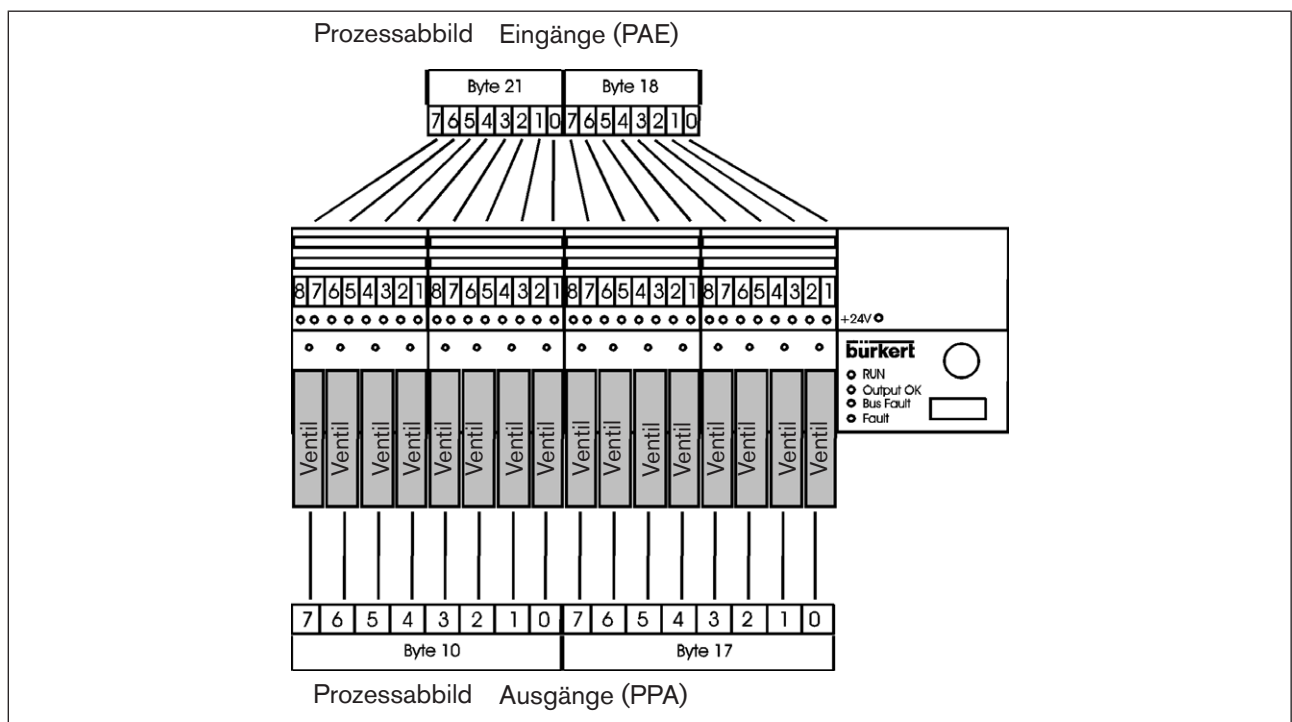 Prozessabbild Eingänge (PAE)
Byte 21 Byte 18
7 6 5 4 3 2 1 0 7 6 5 4 3 2 1 0
8 7 6 5 4 3 2 1 8 7 6 5 4 3 2 1 8 7 6 5 4 3 2 1 8 7 6 5 4 3 2 1
+24V
bürkert
RUN
Output OK
Bus Fault
Fault
Ventil Ventil Ventil Ventil Ventil Ventil Ventil Ventil Ventil Ventil Ventil Ventil Ventil Ventil Ventil Ventil
7 6 5 4 3 2 1 0 7 6 5 4 3 2 1 0
Byte 10 Byte 17
Prozessabbild Ausgänge (PPA)